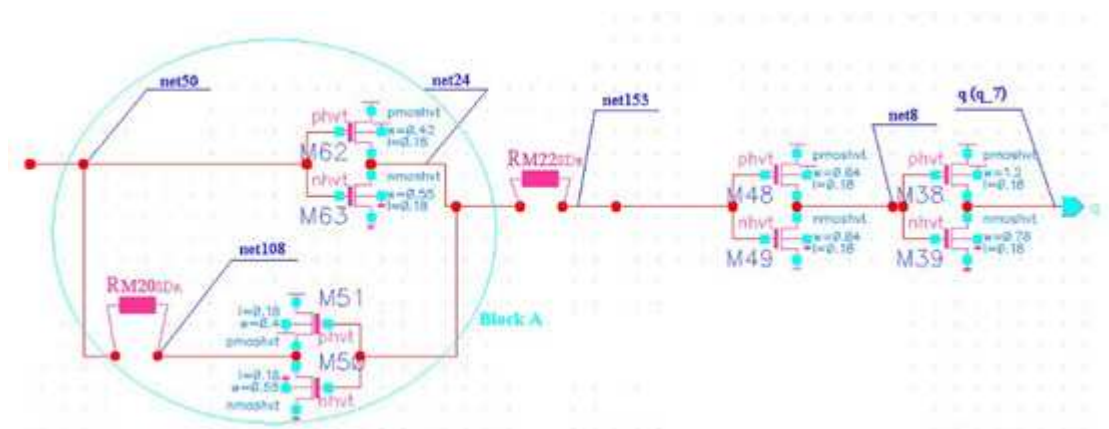 net50
net24
net153
net8
q (q_7)
phvt
pmoshvt
w=0.42
l=0.18
M62
nhvt
nmoshvt
w=0.55
l=0.18
M63
RM22
phvt
pmoshvt
w=0.84
l=0.18
M48
nhvt
nmoshvt
w=0.84
l=0.18
M49
phvt
pmoshvt
w=1.2
l=0.18
M38
nhvt
nmoshvt
w=0.78
l=0.18
M39
q
net108
RM20
M51
l=0.18
w=0.4
phvt
pmoshvt
M50
l=0.18
w=0.55
nhvt
nmoshvt
Block A